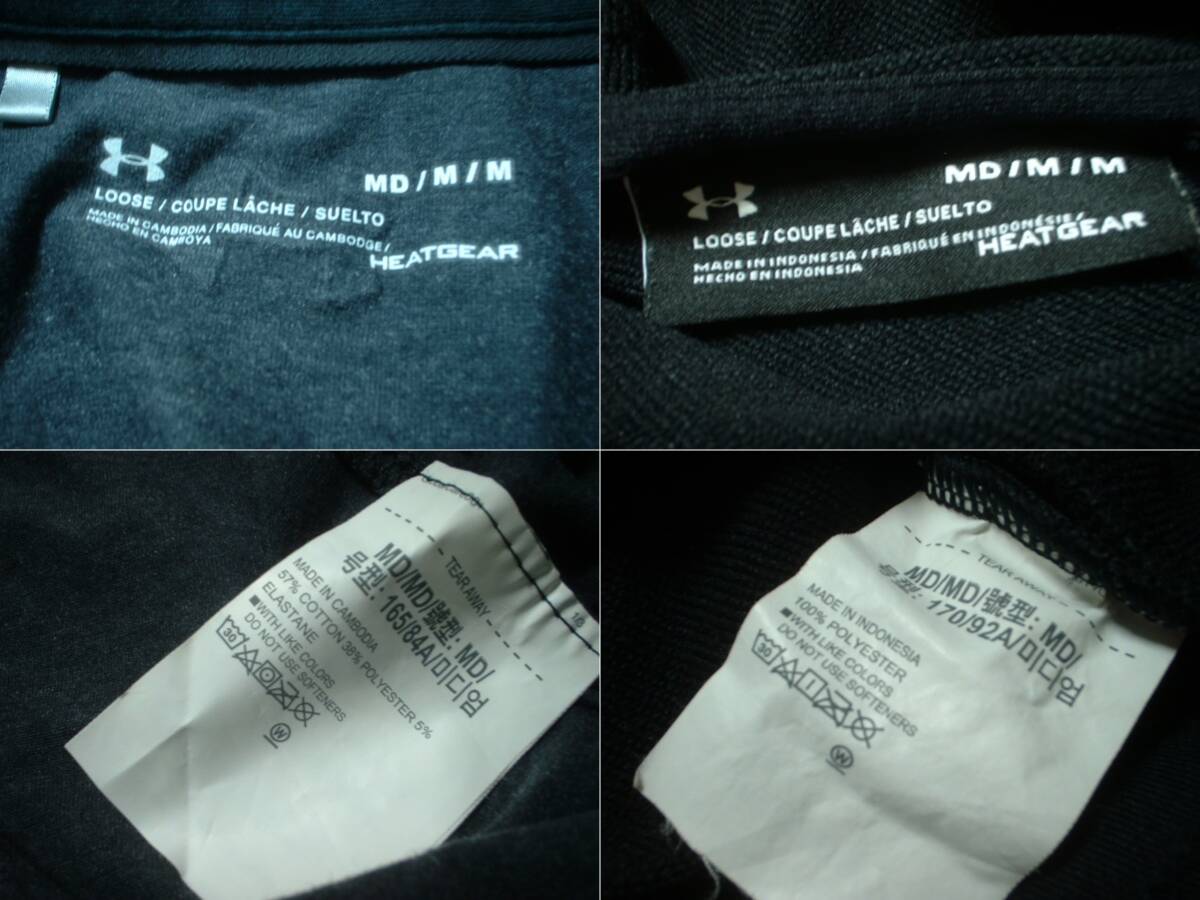 MD / M / M
LOOSE / COUPE LÂCHE / SUELTO
MADE IN CAMBODIA / FABRIQUÉ AU CAMBODGE /
HECHO EN CAMBOYA
HEATGEAR
MD / M / M
LOOSE / COUPE LÂCHE / SUELTO
MADE IN INDONESIA / FABRIQUÉ EN INDONÉSIE /
HECHO EN INDONESIA
HEATGEAR
TEAR AWAY
MD/MD/號型: MD/
号型: 165/84A/미디엄
MADE IN CAMBODIA
57% COTTON 38% POLYESTER 5%
ELASTANE
■WITH LIKE COLORS
DO NOT USE SOFTENERS
30
W
TEAR AWAY
MD/MD/號型: MD/
号型: 170/92A/미디엄
MADE IN INDONESIA
100% POLYESTER
■WITH LIKE COLORS
DO NOT USE SOFTENERS
30
W